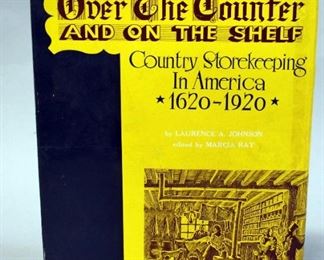 Over The Counter
AND ON THE SHELF
Country Storekeeping
In America
★ 1620-1920 ★
by LAURENCE A. JOHNSON
edited by MARCIA RAY